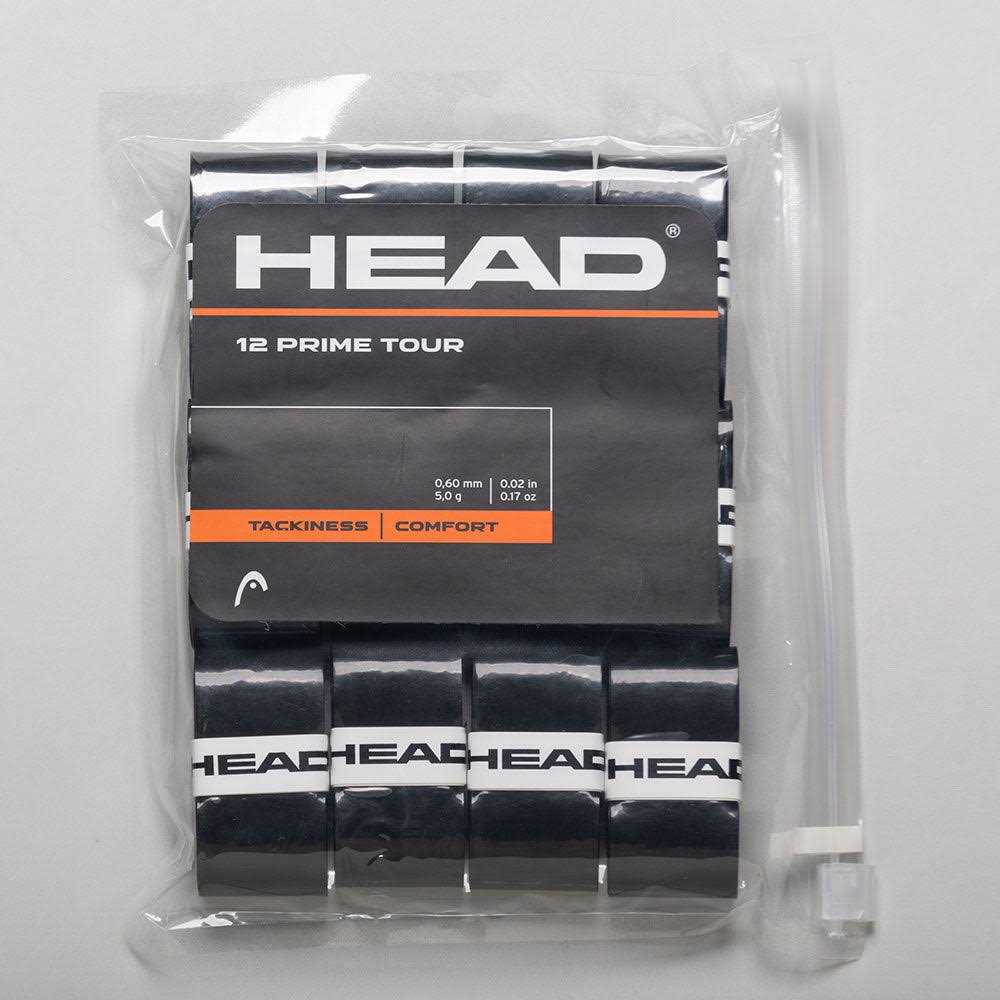 HEAD®
12 PRIME TOUR
0,60 mm | 0.02 in
5,0 g | 0.17 oz
TACKINESS | COMFORT
HEAD HEAD HEAD HEAD